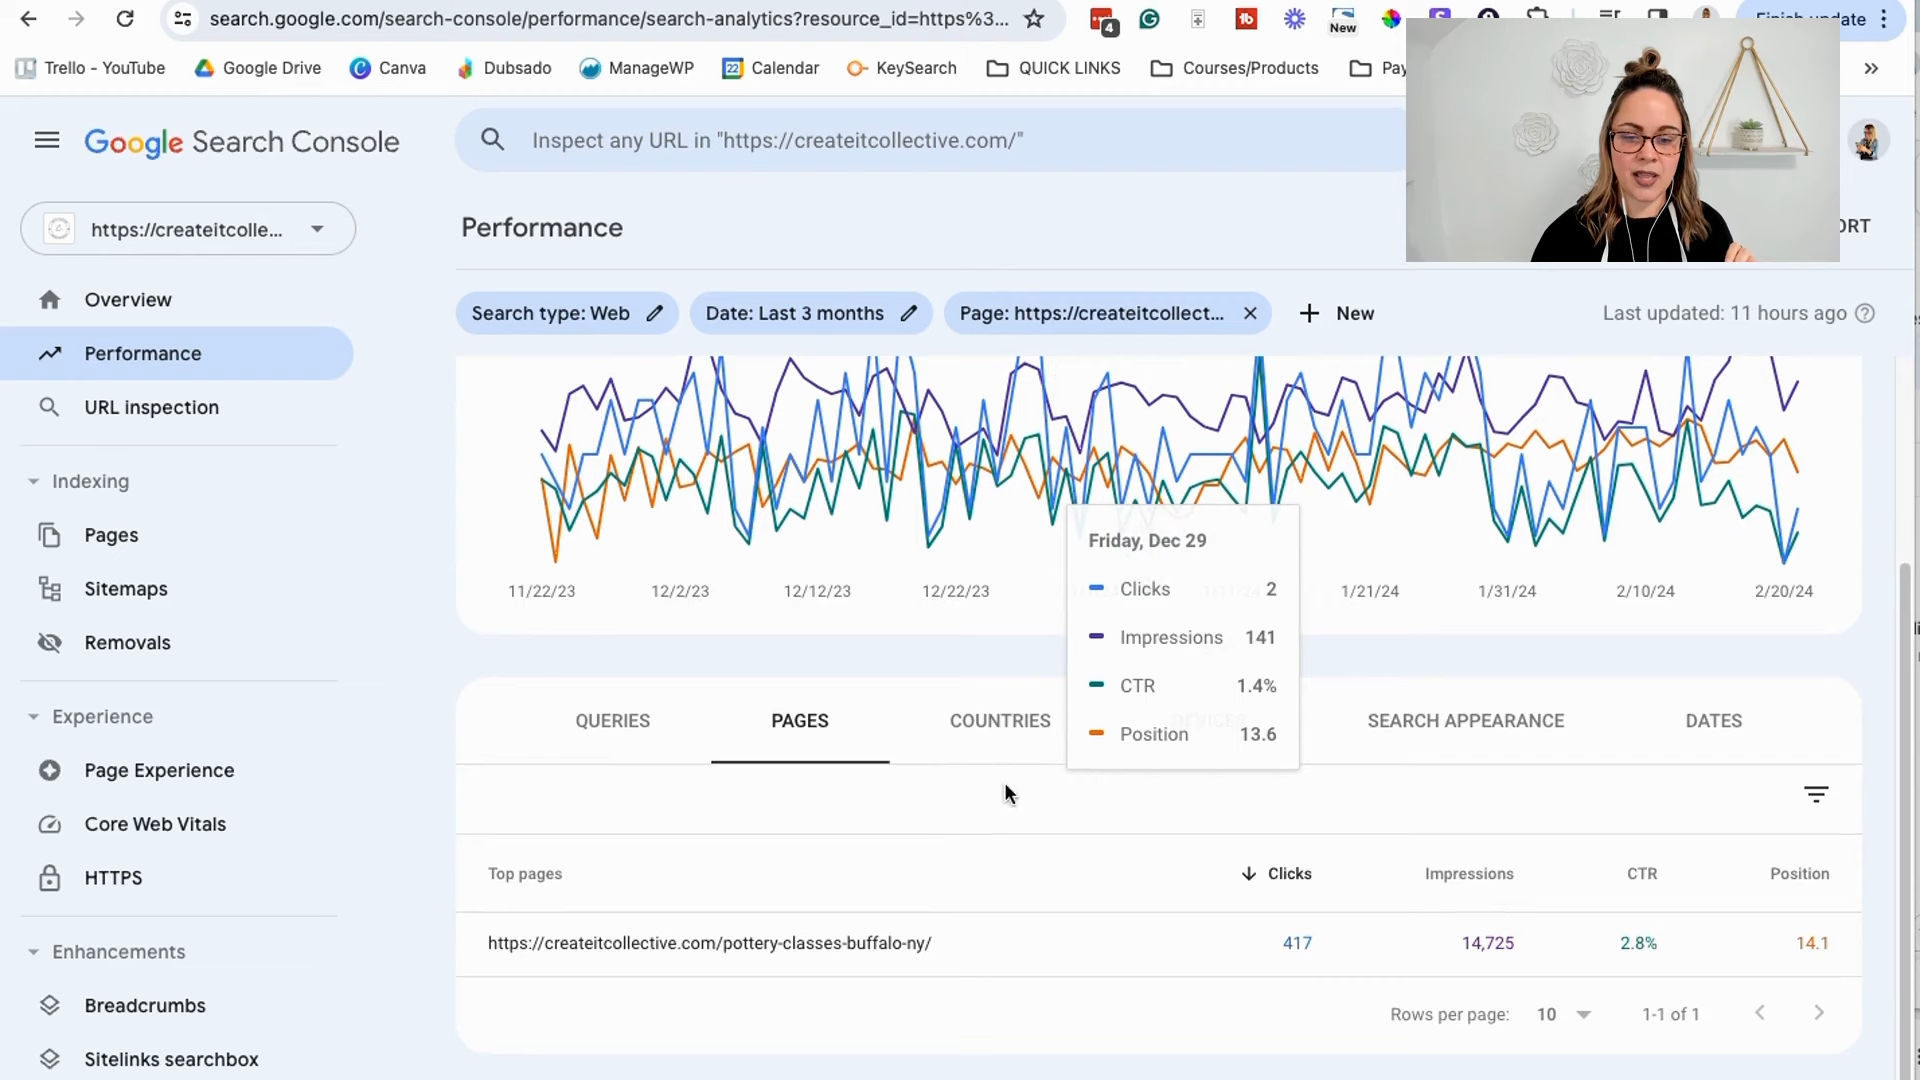 search.google.com/search-console/performance/search-analytics?resource_id=https%3...
4
New
Finish update
Trello - YouTube
Google Drive
Canva
Dubsado
ManageWP
22
Calendar
KeySearch
QUICK LINKS
Courses/Products
Google Search Console
Inspect any URL in "https://createitcollective.com/"
https://createitcolle...
Performance
Overview
Performance
URL inspection
Indexing
Pages
Sitemaps
Removals
Experience
Page Experience
Core Web Vitals
HTTPS
Enhancements
Breadcrumbs
Sitelinks searchbox
Search type: Web
Date: Last 3 months
Page: https://createitcollect...
New
Last updated: 11 hours ago
11/22/23
12/2/23
12/12/23
12/22/23
1/21/24
1/31/24
2/10/24
2/20/24
Friday, Dec 29
Clicks 2
Impressions 141
CTR 1.4%
Position 13.6
QUERIES
PAGES
COUNTRIES
SEARCH APPEARANCE
DATES
Top pages Clicks Impressions CTR Position
https://createitcollective.com/pottery-classes-buffalo-ny/ 417 14,725 2.8% 14.1
Rows per page: 10 1-1 of 1